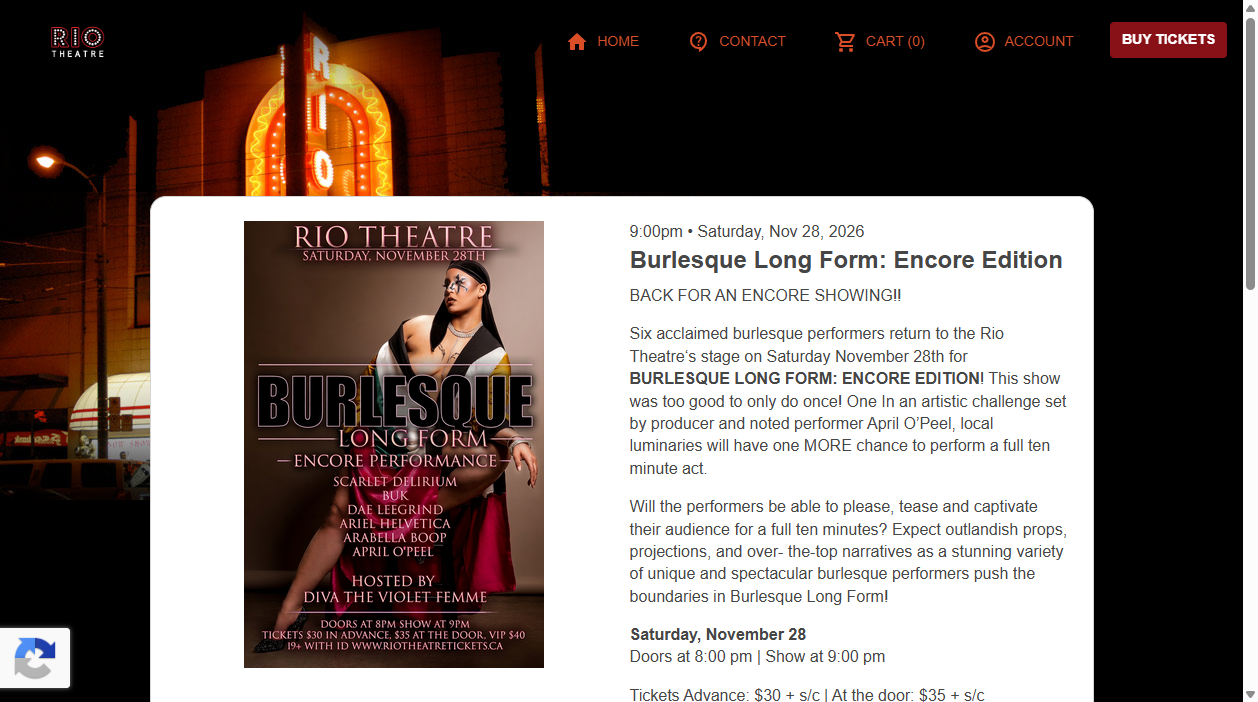 RIO
THEATRE
HOME
CONTACT
CART (0)
ACCOUNT
BUY TICKETS
RIO
RIO THEATRE
SATURDAY, NOVEMBER 28TH
BURLESQUE
LONG FORM
ENCORE PERFORMANCE
SCARLET DELIRIUM
BUK
DAE LEEGRIND
ARIEL HELVETICA
ARABELLA BOOP
APRIL O'PEEL
HOSTED BY
DIVA THE VIOLET FEMME
DOORS AT 8PM SHOW AT 9PM
TICKETS $30 IN ADVANCE, $35 AT THE DOOR, VIP $40
19+ WITH ID WWW.RIOTHEATRETICKETS.CA
9:00pm • Saturday, Nov 28, 2026
Burlesque Long Form: Encore Edition
BACK FOR AN ENCORE SHOWING!!
Six acclaimed burlesque performers return to the Rio
Theatre's stage on Saturday November 28th for
BURLESQUE LONG FORM: ENCORE EDITION! This show
was too good to only do once! One In an artistic challenge set
by producer and noted performer April O'Peel, local
luminaries will have one MORE chance to perform a full ten
minute act.
Will the performers be able to please, tease and captivate
their audience for a full ten minutes? Expect outlandish props,
projections, and over- the-top narratives as a stunning variety
of unique and spectacular burlesque performers push the
boundaries in Burlesque Long Form!
Saturday, November 28
Doors at 8:00 pm | Show at 9:00 pm
Tickets Advance: $30 + s/c | At the door: $35 + s/c